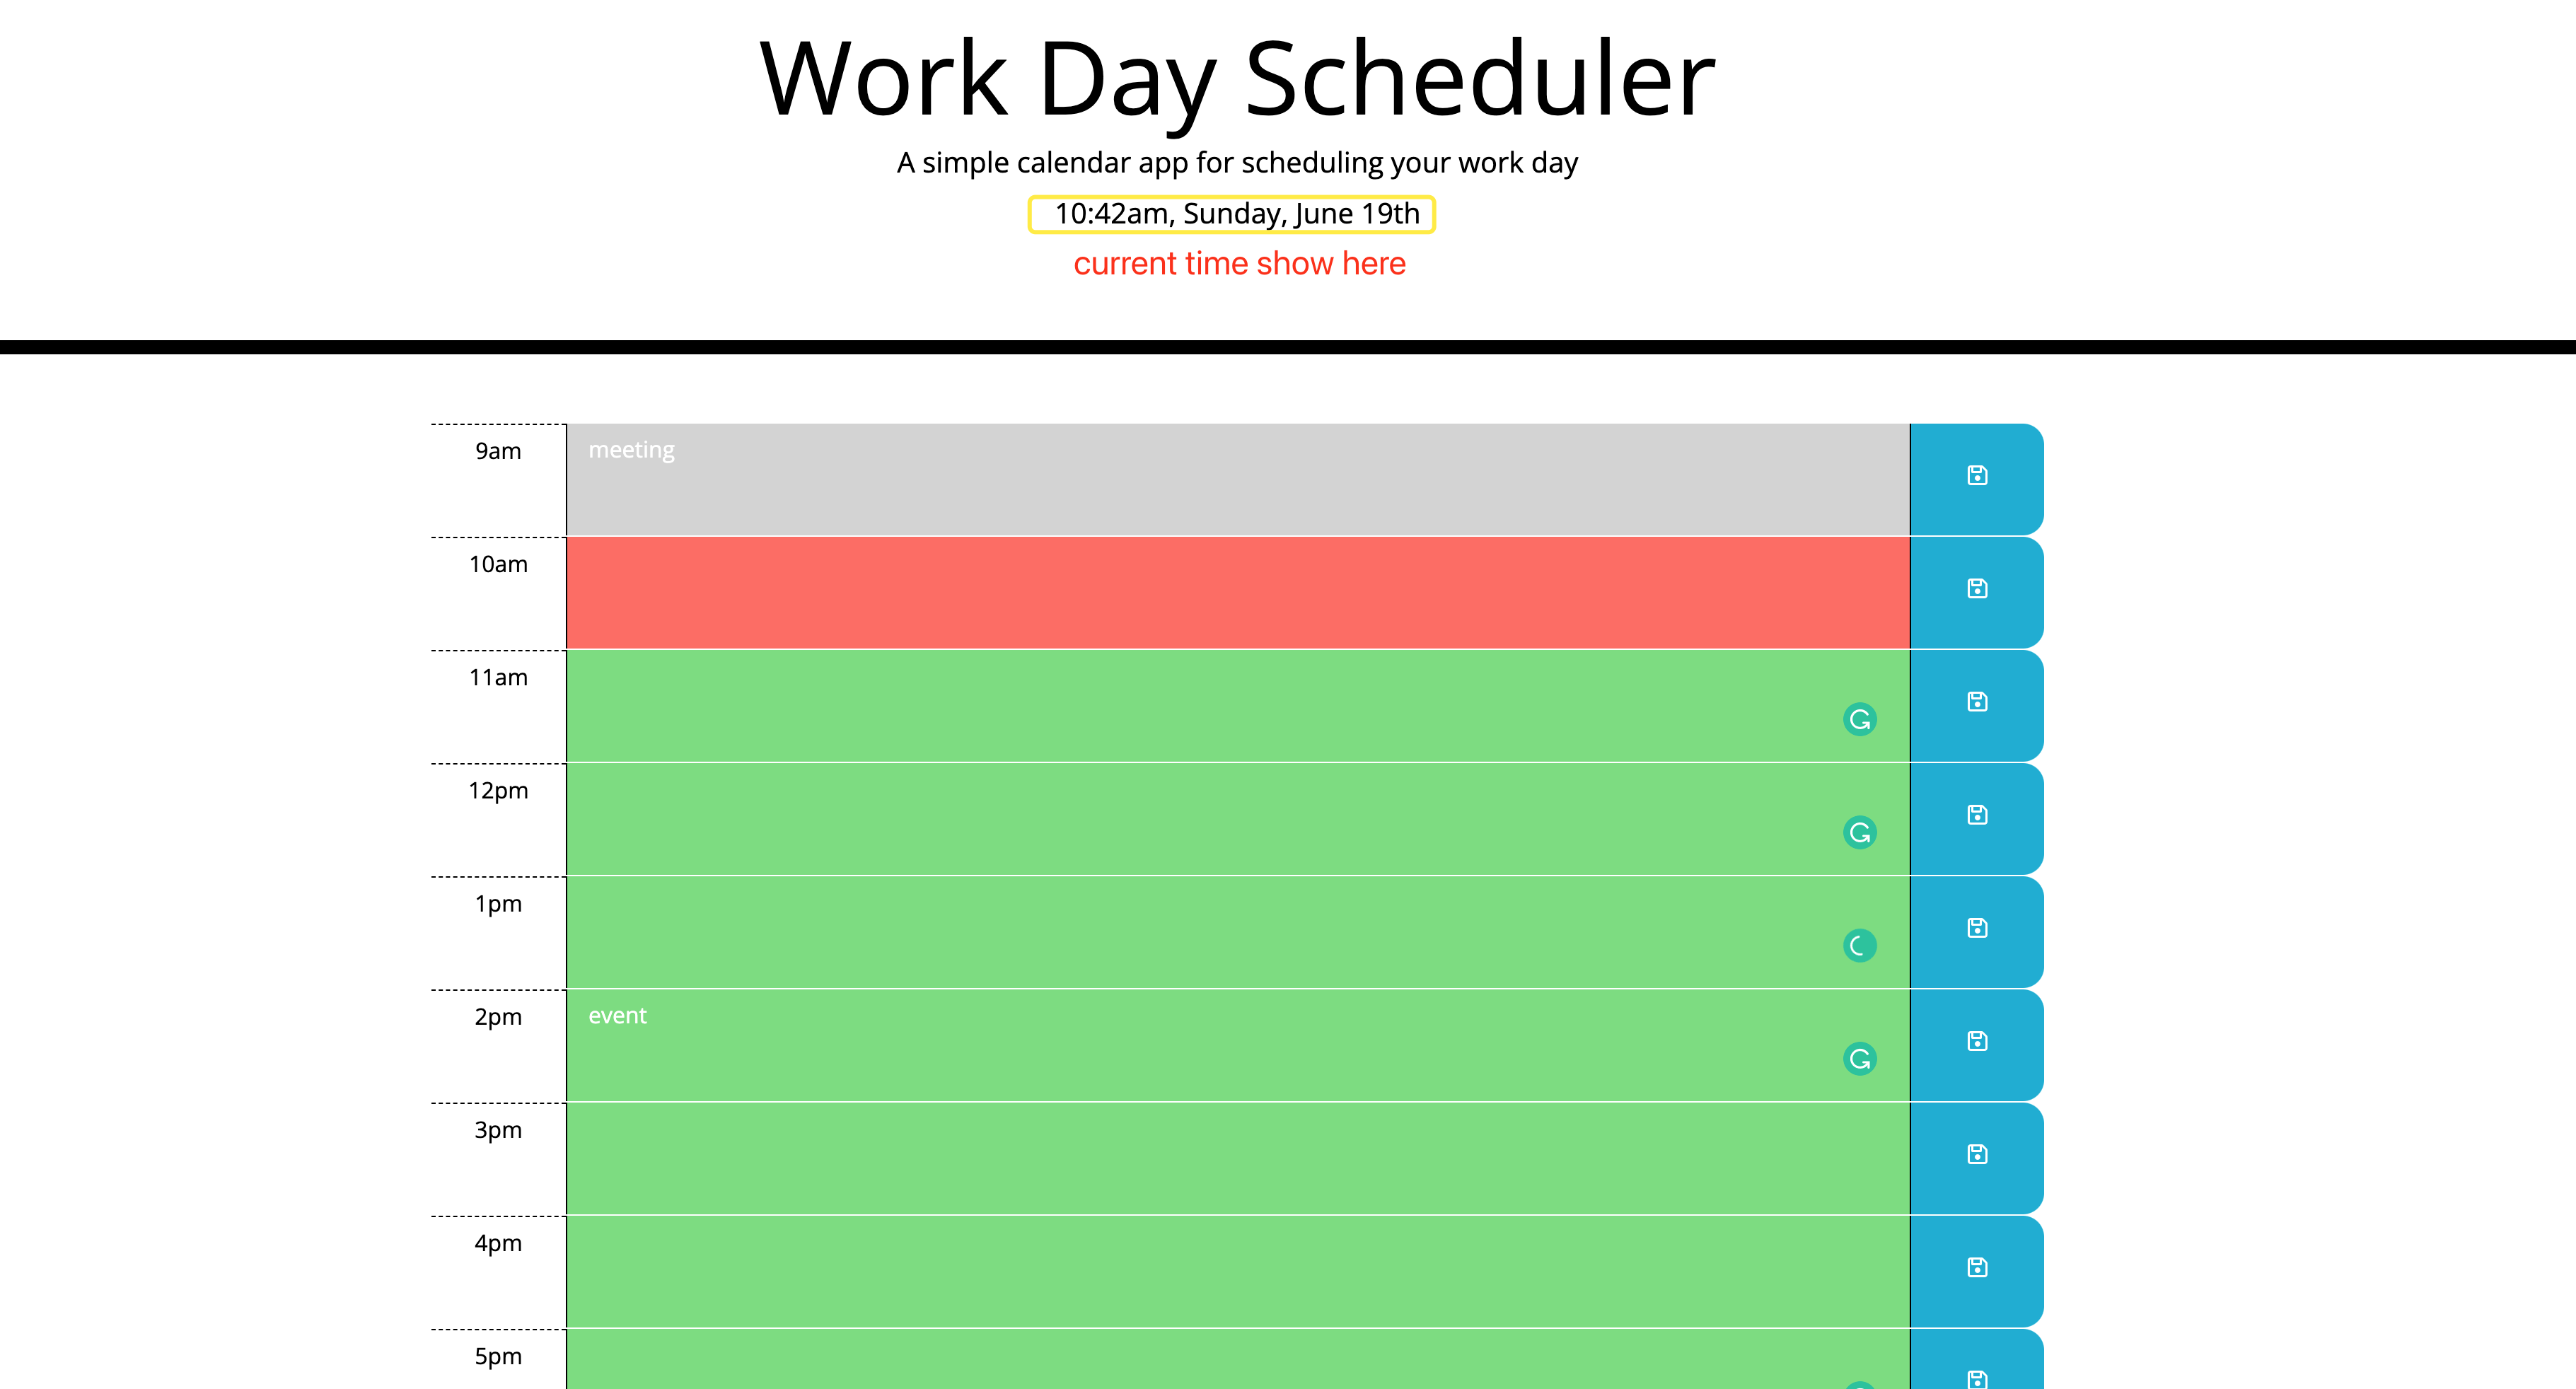 Work Day Scheduler
A simple calendar app for scheduling your work day
10:42am, Sunday, June 19th
current time show here
9am
meeting
10am
11am
12pm
1pm
2pm
event
3pm
4pm
5pm